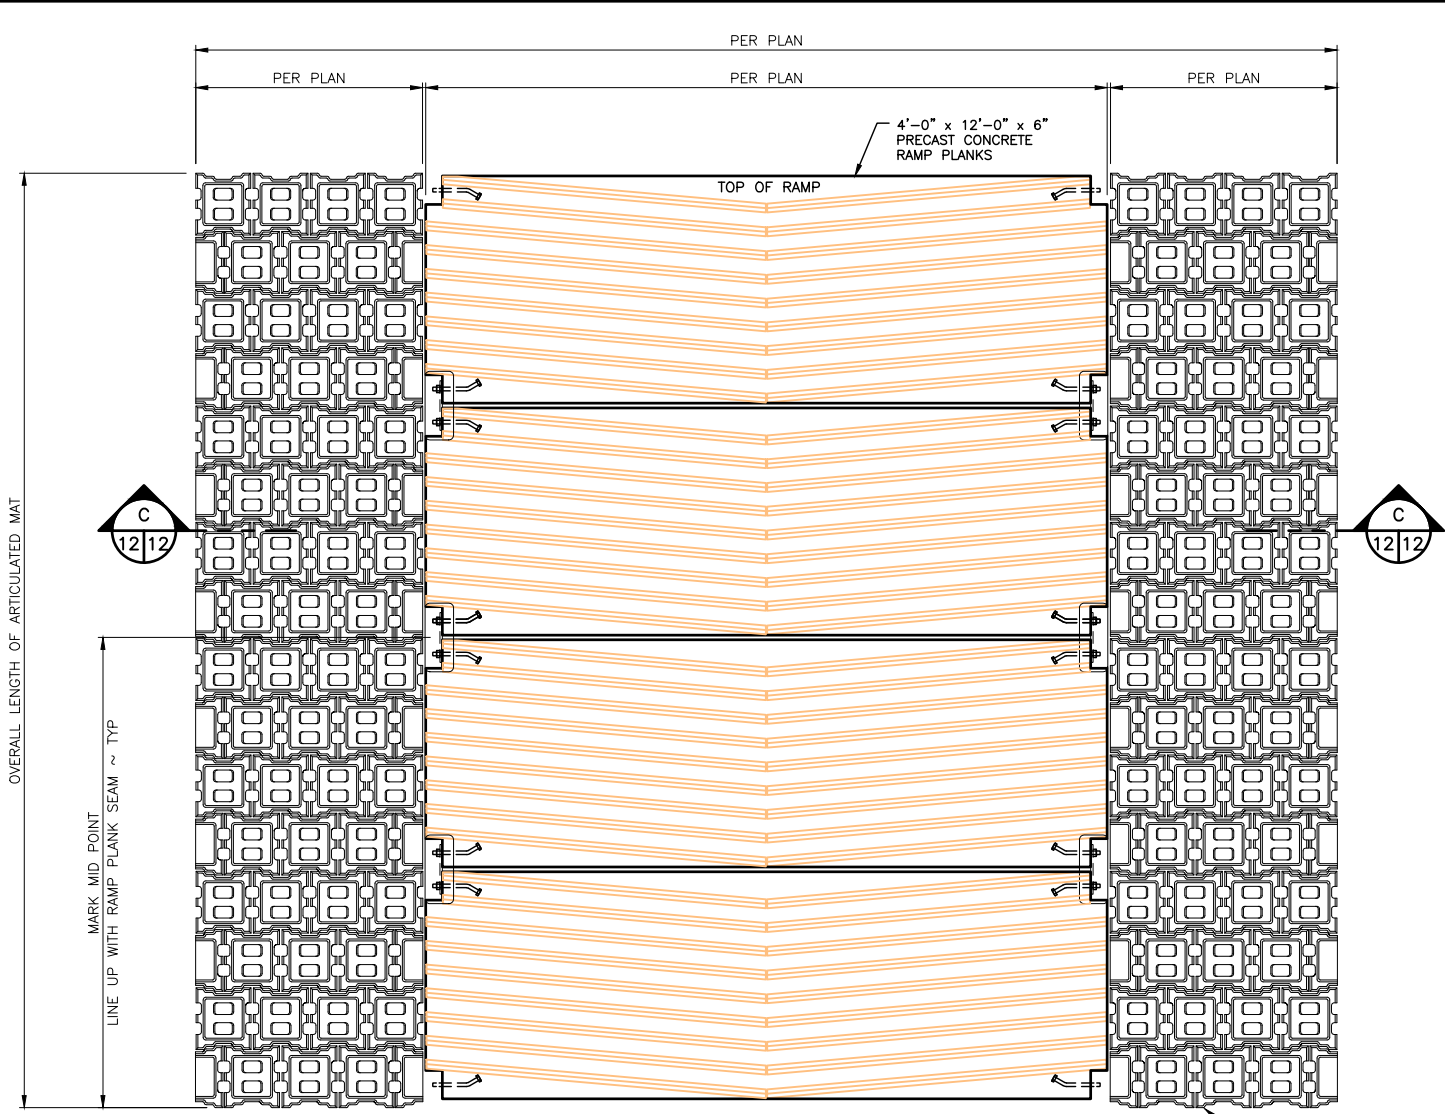 PER PLAN
PER PLAN
PER PLAN
PER PLAN
4'-0" x 12'-0" x 6"
PRECAST CONCRETE
RAMP PLANKS
TOP OF RAMP
OVERALL LENGTH OF ARTICULATED MAT
C
12 12
C
12 12
MARK MID POINT
LINE UP WITH RAMP PLANK SEAM ~ TYP